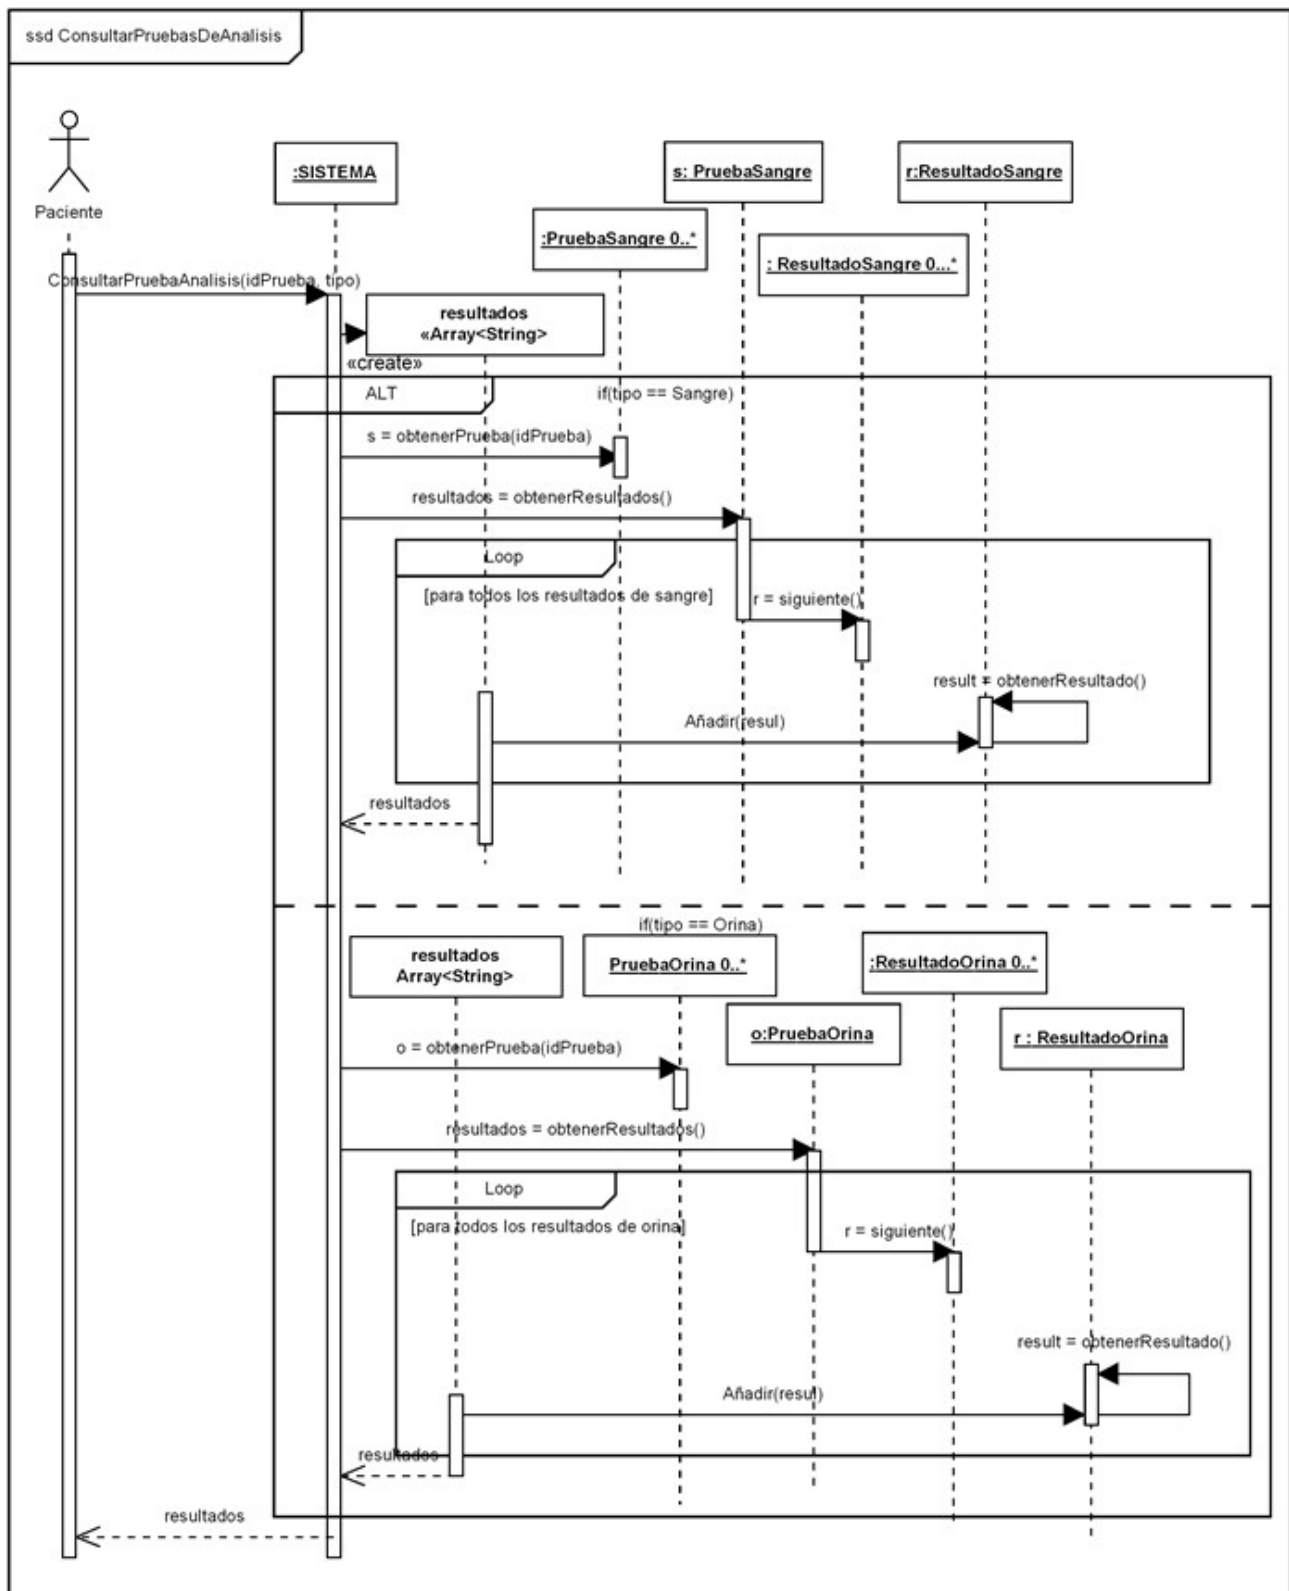 ssd ConsultarPruebasDeAnalisis
Paciente
:SISTEMA
s: PruebaSangre
r:ResultadoSangre
:PruebaSangre 0..*
: ResultadoSangre 0...*
ConsultarPruebaAnalisis(idPrueba, tipo)
resultados
«Array<String>
«create»
ALT
if(tipo == Sangre)
s = obtenerPrueba(idPrueba)
resultados = obtenerResultados()
Loop
[para todos los resultados de sangre]
r = siguiente()
result = obtenerResultado()
Añadir(resul)
resultados
if(tipo == Orina)
resultados
Array<String>
PruebaOrina 0..*
:ResultadoOrina 0..*
o:PruebaOrina
r : ResultadoOrina
o = obtenerPrueba(idPrueba)
resultados = obtenerResultados()
Loop
[para todos los resultados de orina]
r = siguiente()
result = obtenerResultado()
Añadir(resul)
resultados
resultados